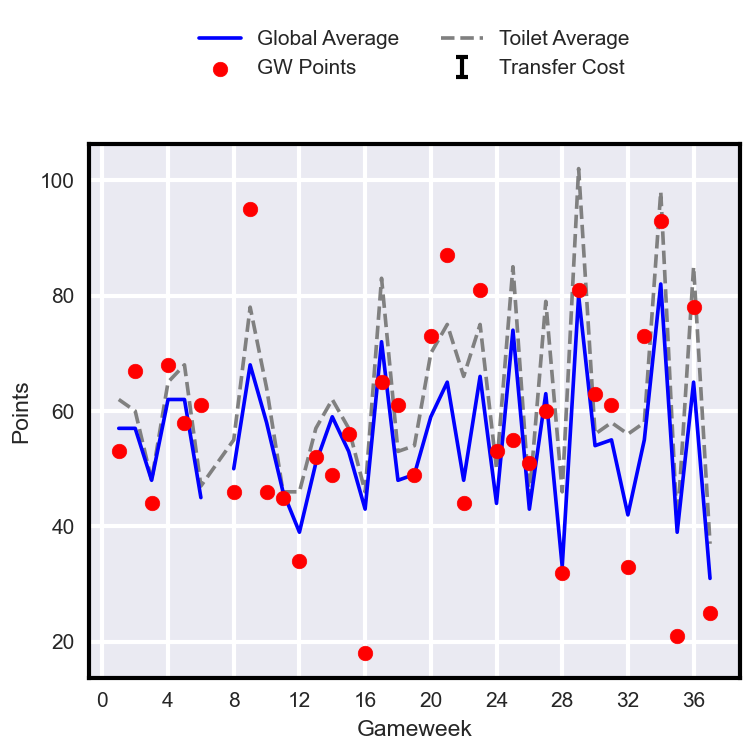 Global Average
Toilet Average
GW Points
Transfer Cost
100
80
60
40
20
Points
0 4 8 12 16 20 24 28 32 36
Gameweek